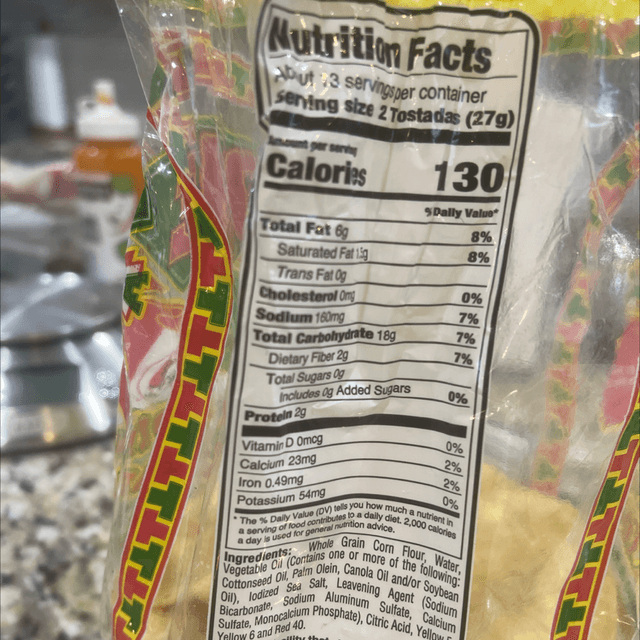 Nutrition Facts
About 13 servings per container
Serving size 2 Tostadas (27g)
Amount per serving
Calories 130
% Daily Value*
Total Fat 6g 8%
Saturated Fat 1.5g 8%
Trans Fat 0g
Cholesterol 0mg 0%
Sodium 160mg 7%
Total Carbohydrate 18g 7%
Dietary Fiber 2g 7%
Total Sugars 0g
Includes 0g Added Sugars 0%
Protein 2g
Vitamin D 0mcg 0%
Calcium 23mg 2%
Iron 0.49mg 2%
Potassium 54mg 0%
* The % Daily Value (DV) tells you how much a nutrient in
a serving of food contributes to a daily diet. 2,000 calories
a day is used for general nutrition advice.
Ingredients: Whole Grain Corn Flour, Water,
Vegetable Oil (Contains one or more of the following:
Cottonseed Oil, Palm Olein, Canola Oil and/or Soybean
Oil), Iodized Sea Salt, Leavening Agent (Sodium
Bicarbonate, Sodium Aluminum Sulfate, Calcium
Sulfate, Monocalcium Phosphate), Citric Acid, Yellow
Yellow 6 and Red 40.